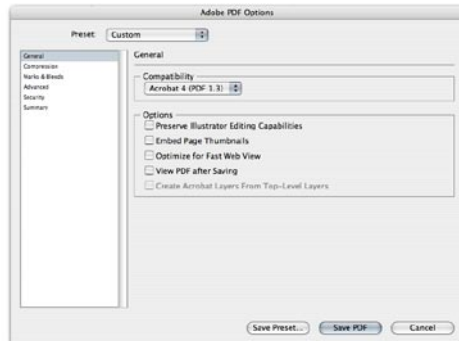 Adobe PDF Options
Preset: Custom
General
Compression
Marks & Bleeds
Advanced
Security
Summary
General
Compatibility
Acrobat 4 (PDF 1.3)
Options
Preserve Illustrator Editing Capabilities
Embed Page Thumbnails
Optimize for Fast Web View
View PDF after Saving
Create Acrobat Layers From Top-Level Layers
Save Preset... Save PDF Cancel